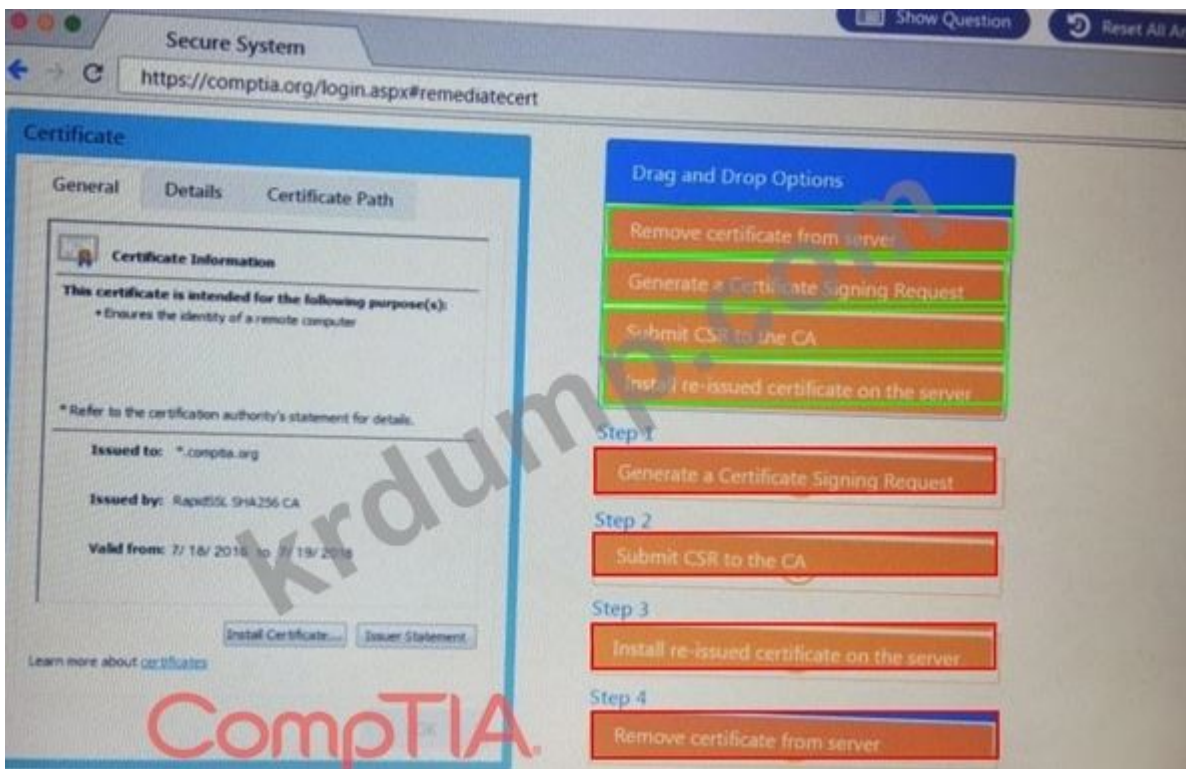 Show Question
Reset All An
Secure System
https://comptia.org/login.aspx#remediatecert
Certificate
General Details Certificate Path
Certificate Information
This certificate is intended for the following purpose(s):
• Ensures the identity of a remote computer
* Refer to the certification authority's statement for details.
Issued to: *.comptia.org
Issued by: RapidSSL SHA256 CA
Valid from: 7/ 18/ 2016 to 7/ 19/ 2018
Install Certificate... Issuer Statement
Learn more about certificates
OK
Drag and Drop Options
Remove certificate from server
Generate a Certificate Signing Request
Submit CSR to the CA
Install re-issued certificate on the server
Step 1
Generate a Certificate Signing Request
Step 2
Submit CSR to the CA
Step 3
Install re-issued certificate on the server
Step 4
Remove certificate from server
krdump.com
CompTIA.